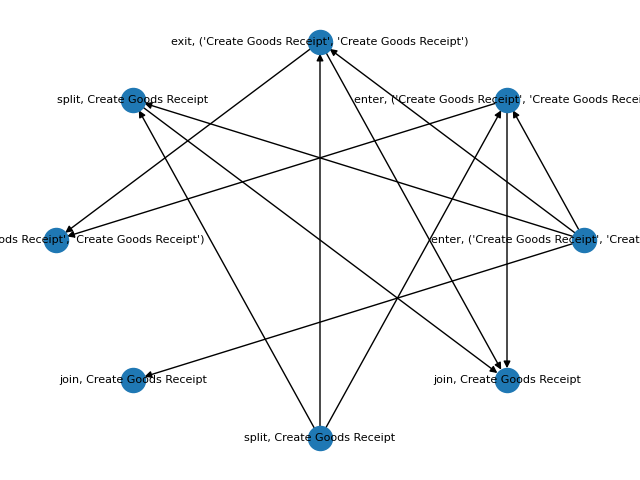 exit, ('Create Goods Receipt', 'Create Goods Receipt')
split, Create Goods Receipt
enter, ('Create Goods Receipt', 'Create Goods Recei
ods Receipt', 'Create Goods Receipt')
enter, ('Create Goods Receipt', 'Creat
join, Create Goods Receipt
join, Create Goods Receipt
split, Create Goods Receipt